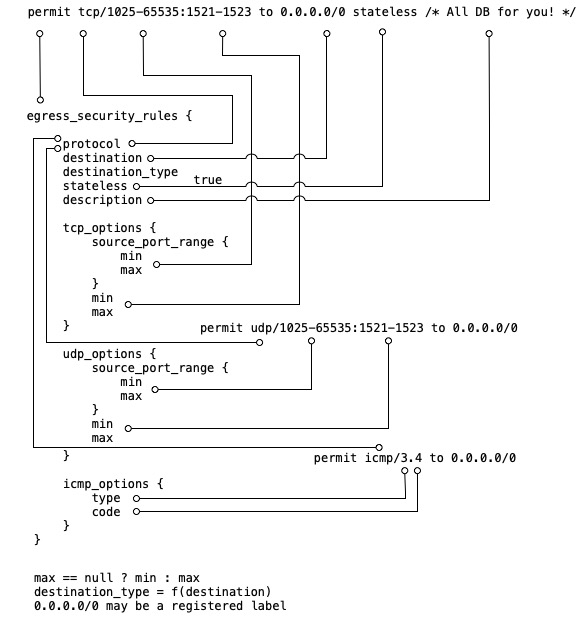 permit tcp/1025-65535:1521-1523 to 0.0.0.0/0 stateless /* All DB for you! */
egress_security_rules {
protocol
destination
destination_type
stateless true
description
tcp_options {
source_port_range {
min
max
}
min
max
}
permit udp/1025-65535:1521-1523 to 0.0.0.0/0
udp_options {
source_port_range {
min
max
}
min
max
}
permit icmp/3.4 to 0.0.0.0/0
icmp_options {
type
code
}
}
max == null ? min : max
destination_type = f(destination)
0.0.0.0/0 may be a registered label